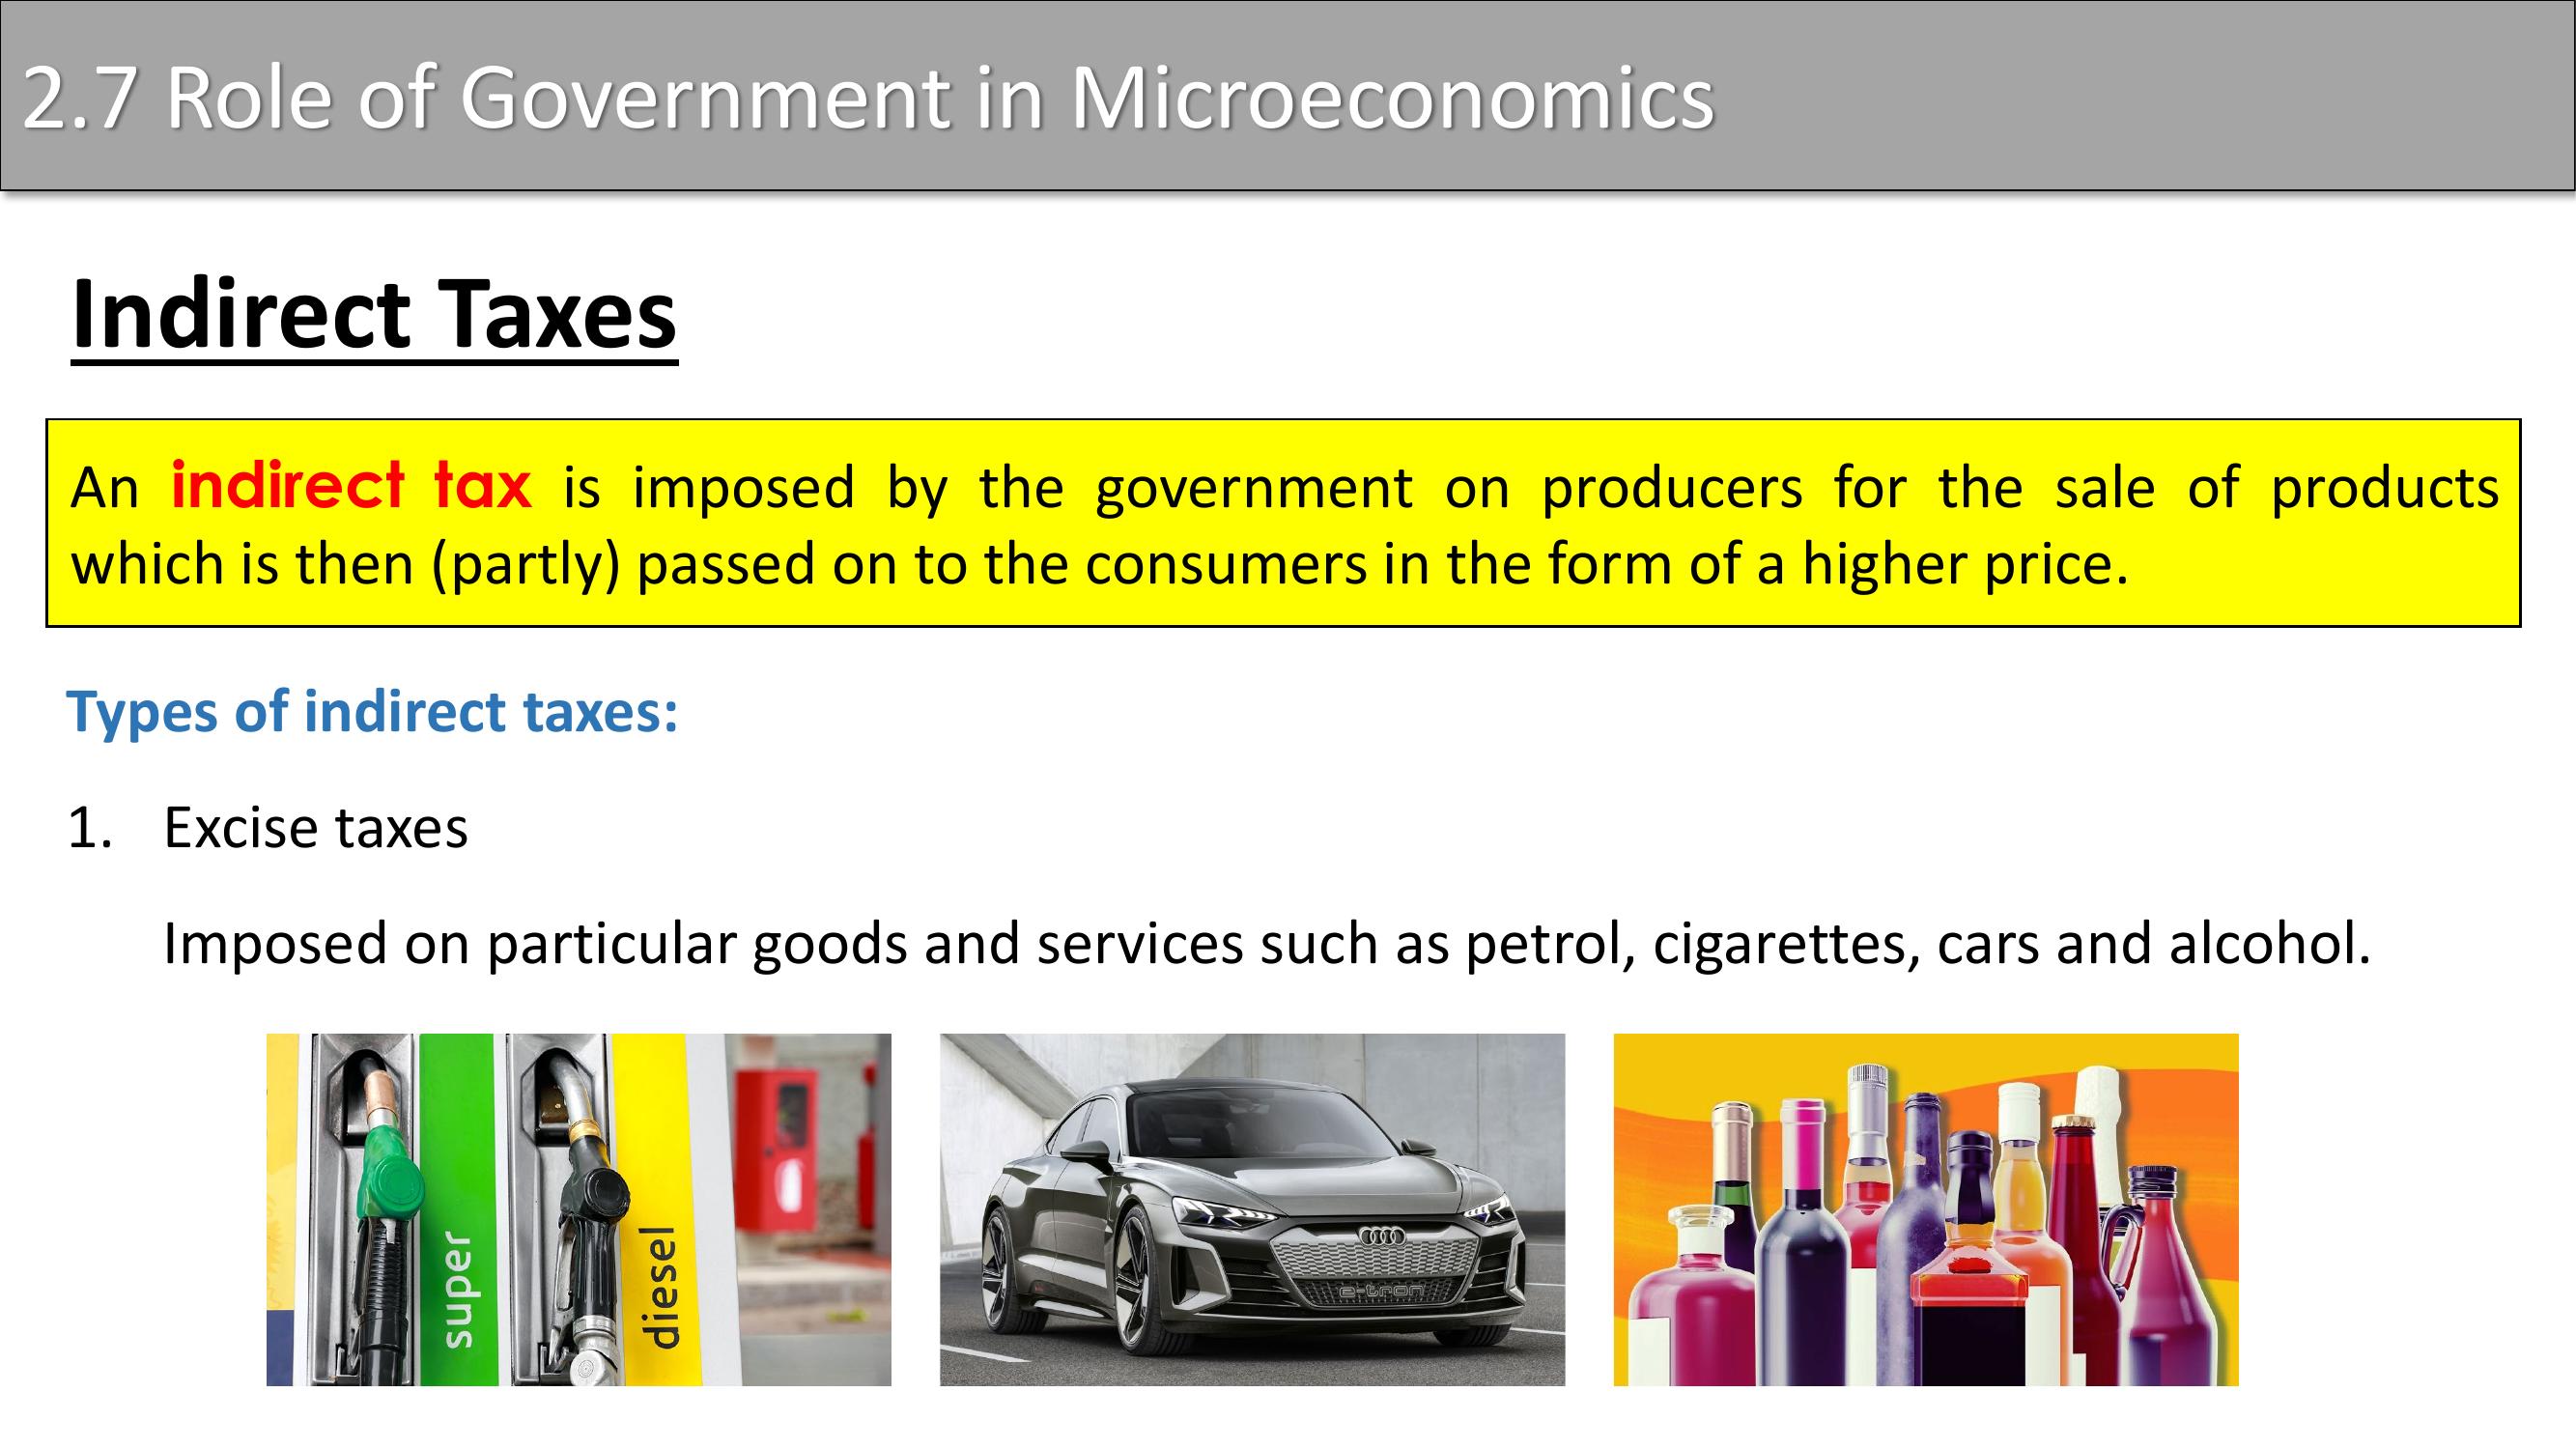 2.7 Role of Government in Microeconomics
Indirect Taxes
An indirect tax is imposed by the government on producers for the sale of products
which is then (partly) passed on to the consumers in the form of a higher price.
Types of indirect taxes:
1. Excise taxes
Imposed on particular goods and services such as petrol, cigarettes, cars and alcohol.
super
diesel
e-tron